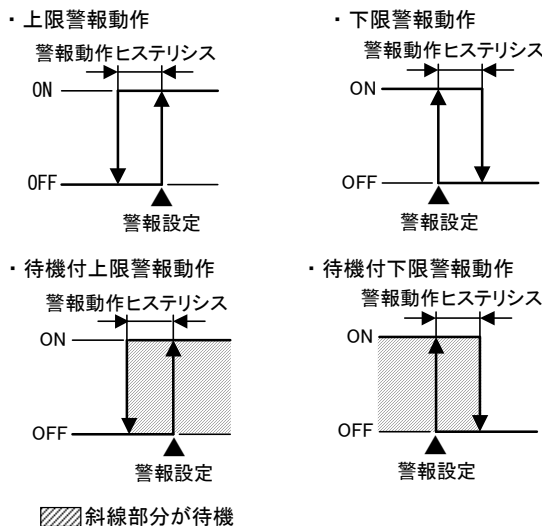 ・上限警報動作
警報動作ヒステリシス
ON
OFF
警報設定
・下限警報動作
警報動作ヒステリシス
ON
OFF
警報設定
・待機付上限警報動作
警報動作ヒステリシス
ON
OFF
警報設定
・待機付下限警報動作
警報動作ヒステリシス
ON
OFF
警報設定
斜線部分が待機